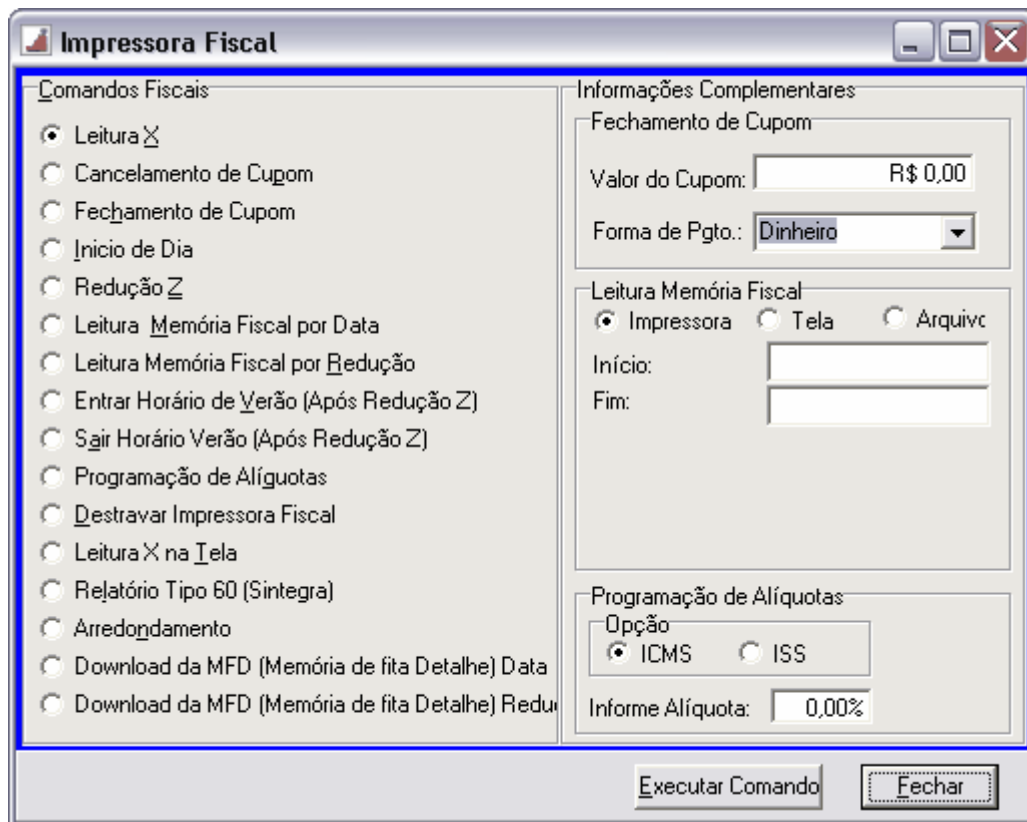 Impressora Fiscal
Comandos Fiscais
Leitura X
Cancelamento de Cupom
Fechamento de Cupom
Inicio de Dia
Redução Z
Leitura Memória Fiscal por Data
Leitura Memória Fiscal por Redução
Entrar Horário de Verão (Após Redução Z)
Sair Horário Verão (Após Redução Z)
Programação de Alíguotas
Destravar Impressora Fiscal
Leitura X na Tela
Relatório Tipo 60 (Sintegra)
Arredondamento
Download da MFD (Memória de fita Detalhe) Data
Download da MFD (Memória de fita Detalhe) Redu
Informações Complementares
Fechamento de Cupom
Valor do Cupom: R$ 0,00
Forma de Pgto.: Dinheiro
Leitura Memória Fiscal
Impressora Tela Arquivo
Início:
Fim:
Programação de Alíquotas
Opção
ICMS ISS
Informe Alíquota: 0,00%
Executar Comando Fechar